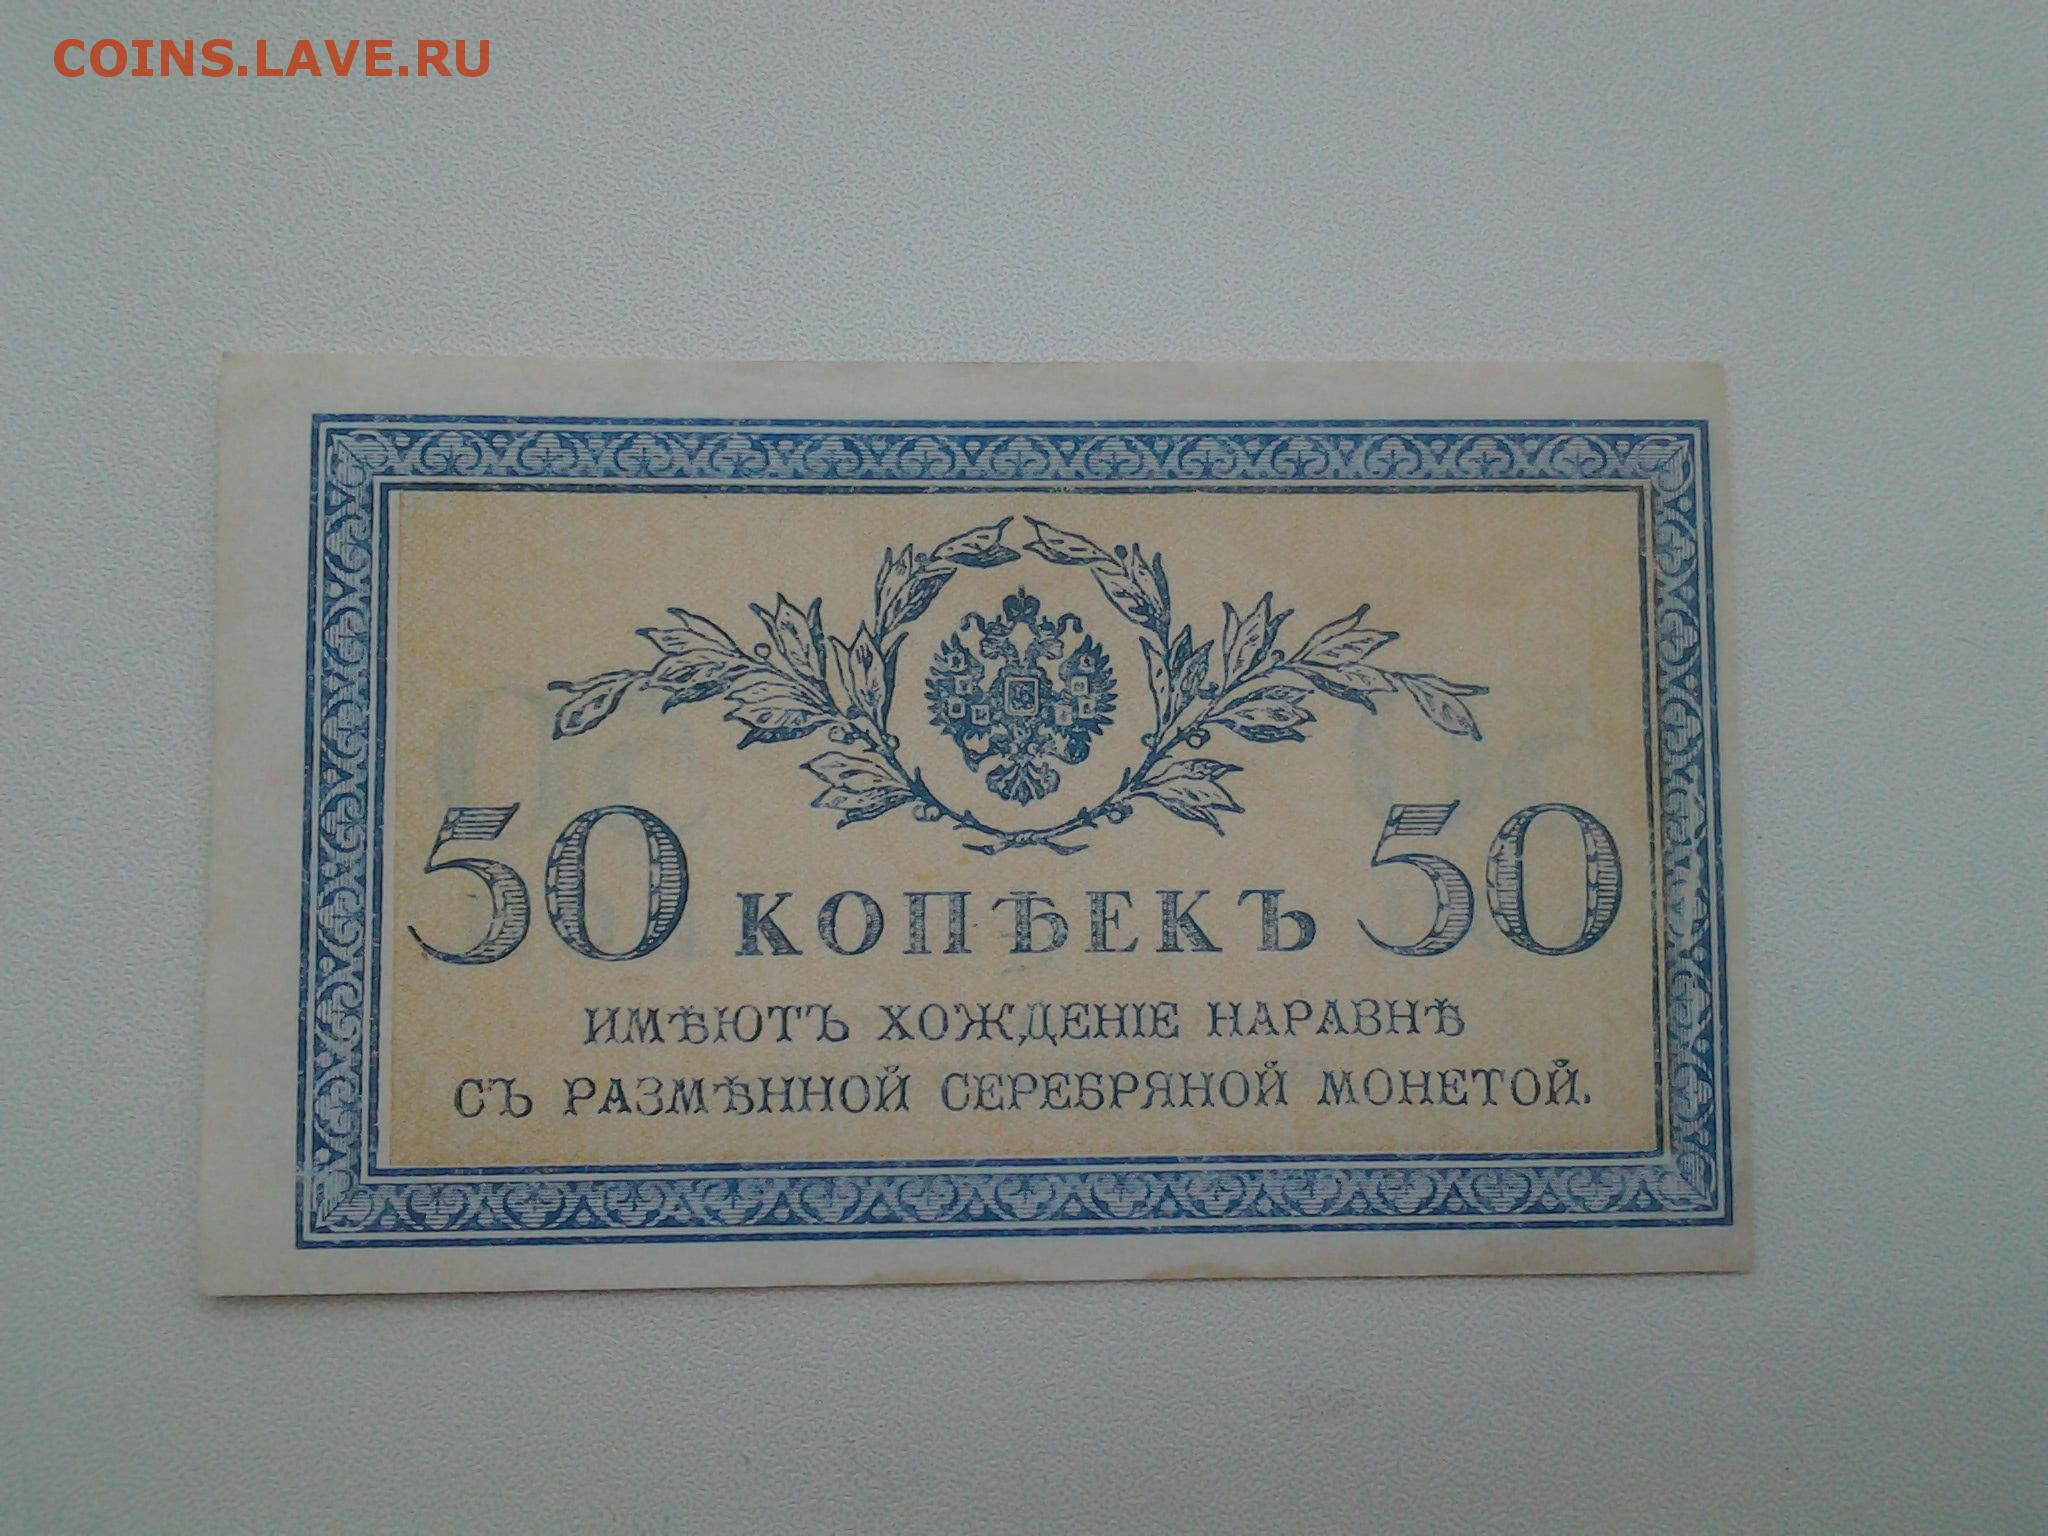 COINS.LAVE.RU
50 КОПѢЕКЪ 50
ИМѢЮТЪ ХОЖДЕНІЕ НАРАВНѢ
СЪ РАЗМѢННОЙ СЕРЕБРЯНОЙ МОНЕТОЙ.